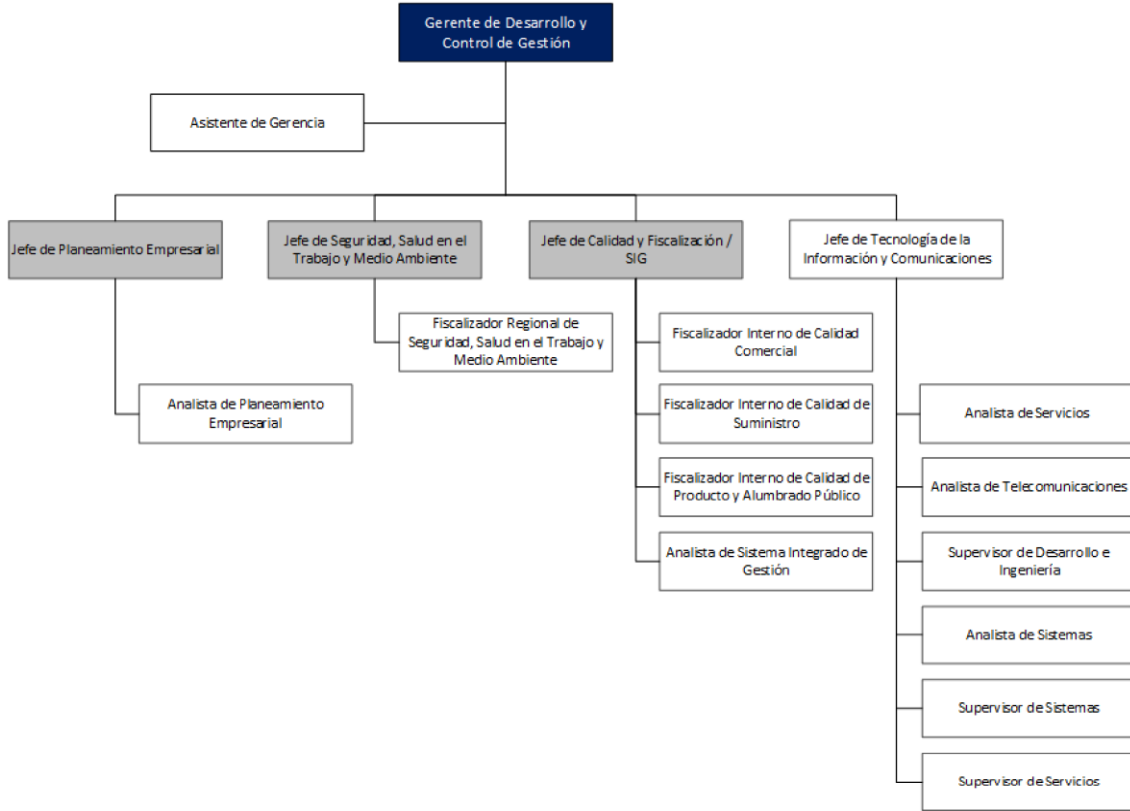 Gerente de Desarrollo y
Control de Gestión
Asistente de Gerencia
Jefe de Planeamiento Empresarial
Jefe de Seguridad, Salud en el
Trabajo y Medio Ambiente
Jefe de Calidad y Fiscalización /
SIG
Jefe de Tecnología de la
Información y Comunicaciones
Fiscalizador Regional de
Seguridad, Salud en el Trabajo y
Medio Ambiente
Fiscalizador Interno de Calidad
Comercial
Analista de Planeamiento
Empresarial
Fiscalizador Interno de Calidad de
Suministro
Analista de Servicios
Fiscalizador Interno de Calidad de
Producto y Alumbrado Público
Analista de Telecomunicaciones
Analista de Sistema Integrado de
Gestión
Supervisor de Desarrollo e
Ingeniería
Analista de Sistemas
Supervisor de Sistemas
Supervisor de Servicios